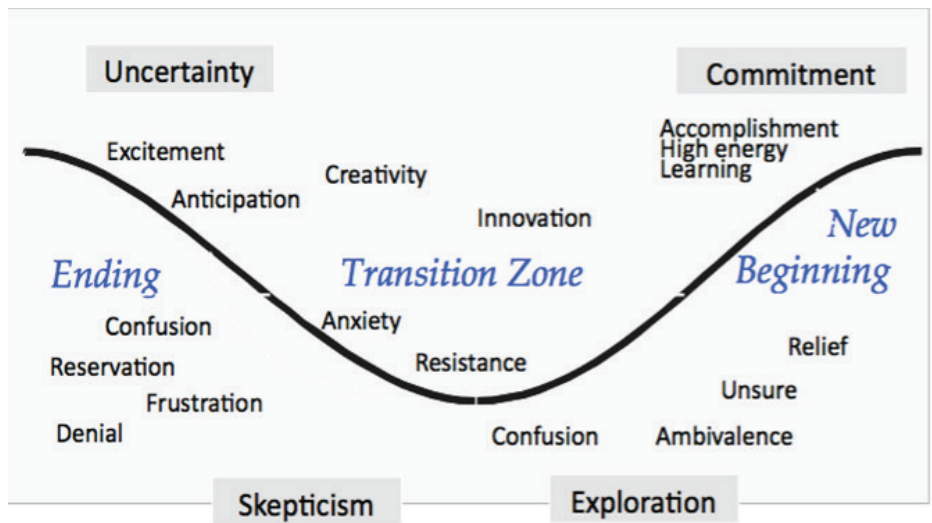 Uncertainty
Commitment
Accomplishment
High energy
Learning
Excitement
Creativity
Anticipation
Innovation
New
Beginning
Ending
Transition Zone
Anxiety
Confusion
Relief
Resistance
Reservation
Unsure
Frustration
Denial
Confusion
Ambivalence
Skepticism
Exploration